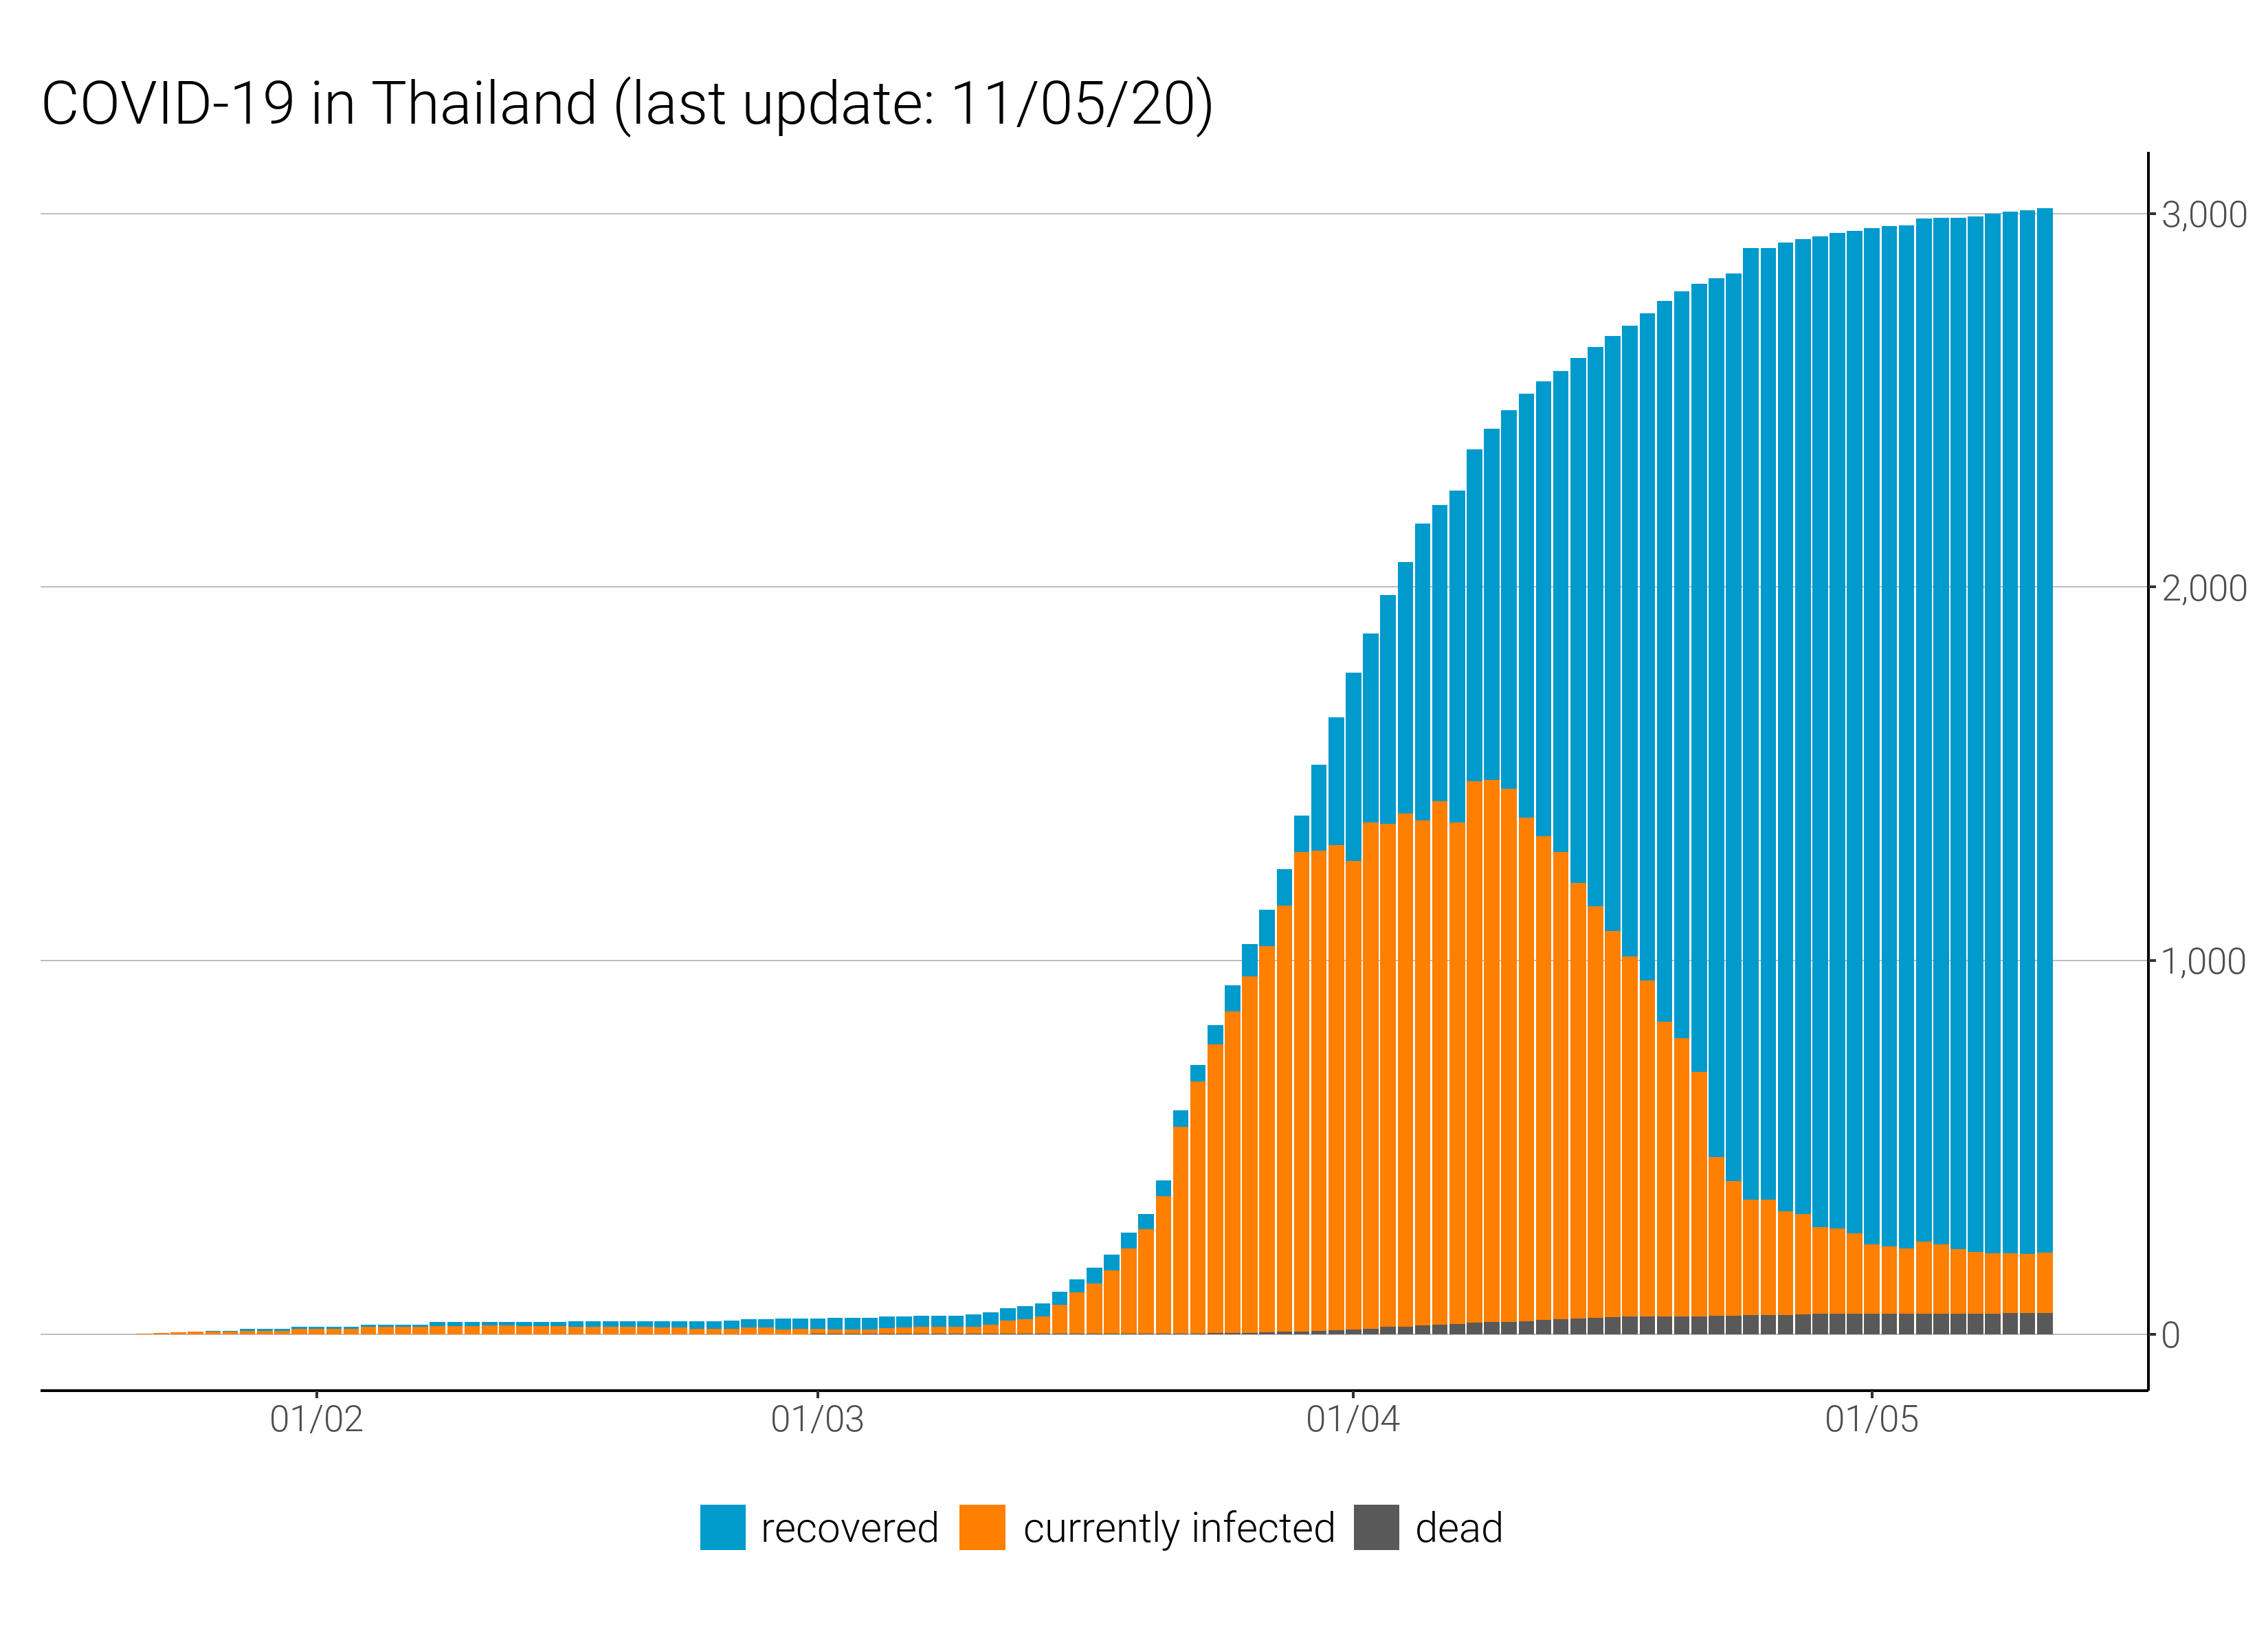 COVID-19 in Thailand (last update: 11/05/20)
3,000
2,000
1,000
0
01/02 01/03 01/04 01/05
recovered currently infected dead